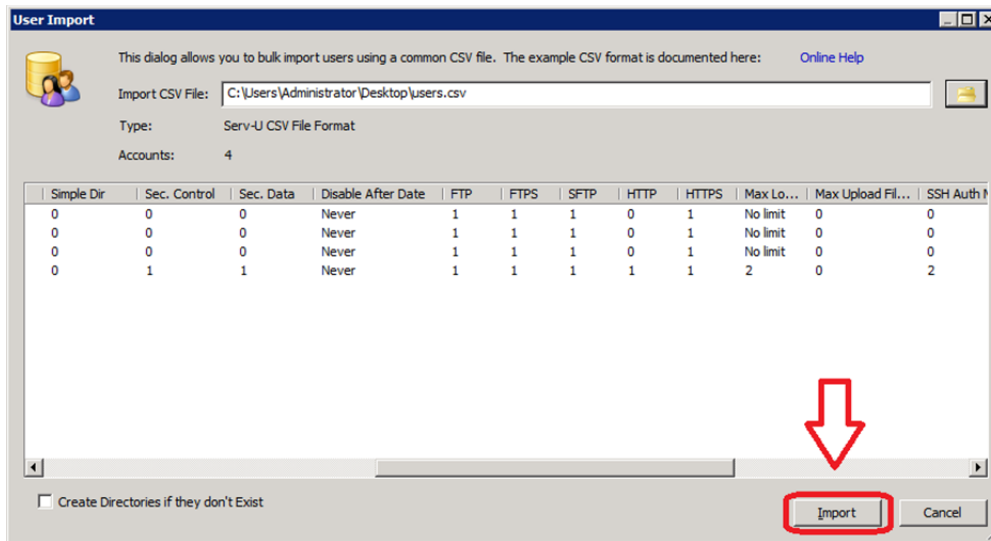 User Import
This dialog allows you to bulk import users using a common CSV file. The example CSV format is documented here: Online Help
Import CSV File: C:\Users\Administrator\Desktop\users.csv
Type: Serv-U CSV File Format
Accounts: 4
Simple Dir Sec. Control Sec. Data Disable After Date FTP FTPS SFTP HTTP HTTPS Max Lo... Max Upload Fil... SSH Auth
0 0 0 Never 1 1 1 0 1 No limit 0 0
0 0 0 Never 1 1 1 0 1 No limit 0 0
0 0 0 Never 1 1 1 0 1 No limit 0 0
0 1 1 Never 1 1 1 1 1 2 0 2
Create Directories if they don't Exist
Import Cancel